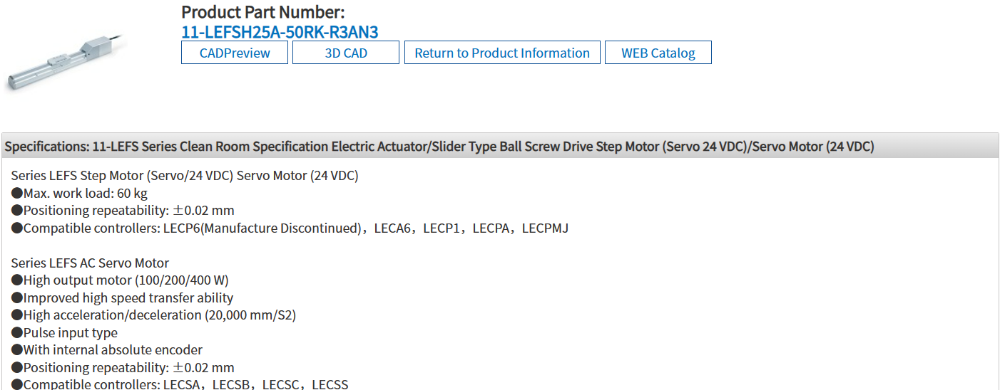 Product Part Number:
11-LEFSH25A-50RK-R3AN3
CADPreview
3D CAD
Return to Product Information
WEB Catalog
Specifications: 11-LEFS Series Clean Room Specification Electric Actuator/Slider Type Ball Screw Drive Step Motor (Servo 24 VDC)/Servo Motor (24 VDC)
Series LEFS Step Motor (Servo/24 VDC) Servo Motor (24 VDC)
●Max. work load: 60 kg
●Positioning repeatability: ±0.02 mm
●Compatible controllers: LECP6(Manufacture Discontinued)，LECA6，LECP1，LECPA，LECPMJ
Series LEFS AC Servo Motor
●High output motor (100/200/400 W)
●Improved high speed transfer ability
●High acceleration/deceleration (20,000 mm/S2)
●Pulse input type
●With internal absolute encoder
●Positioning repeatability: ±0.02 mm
●Compatible controllers: LECSA，LECSB，LECSC，LECSS